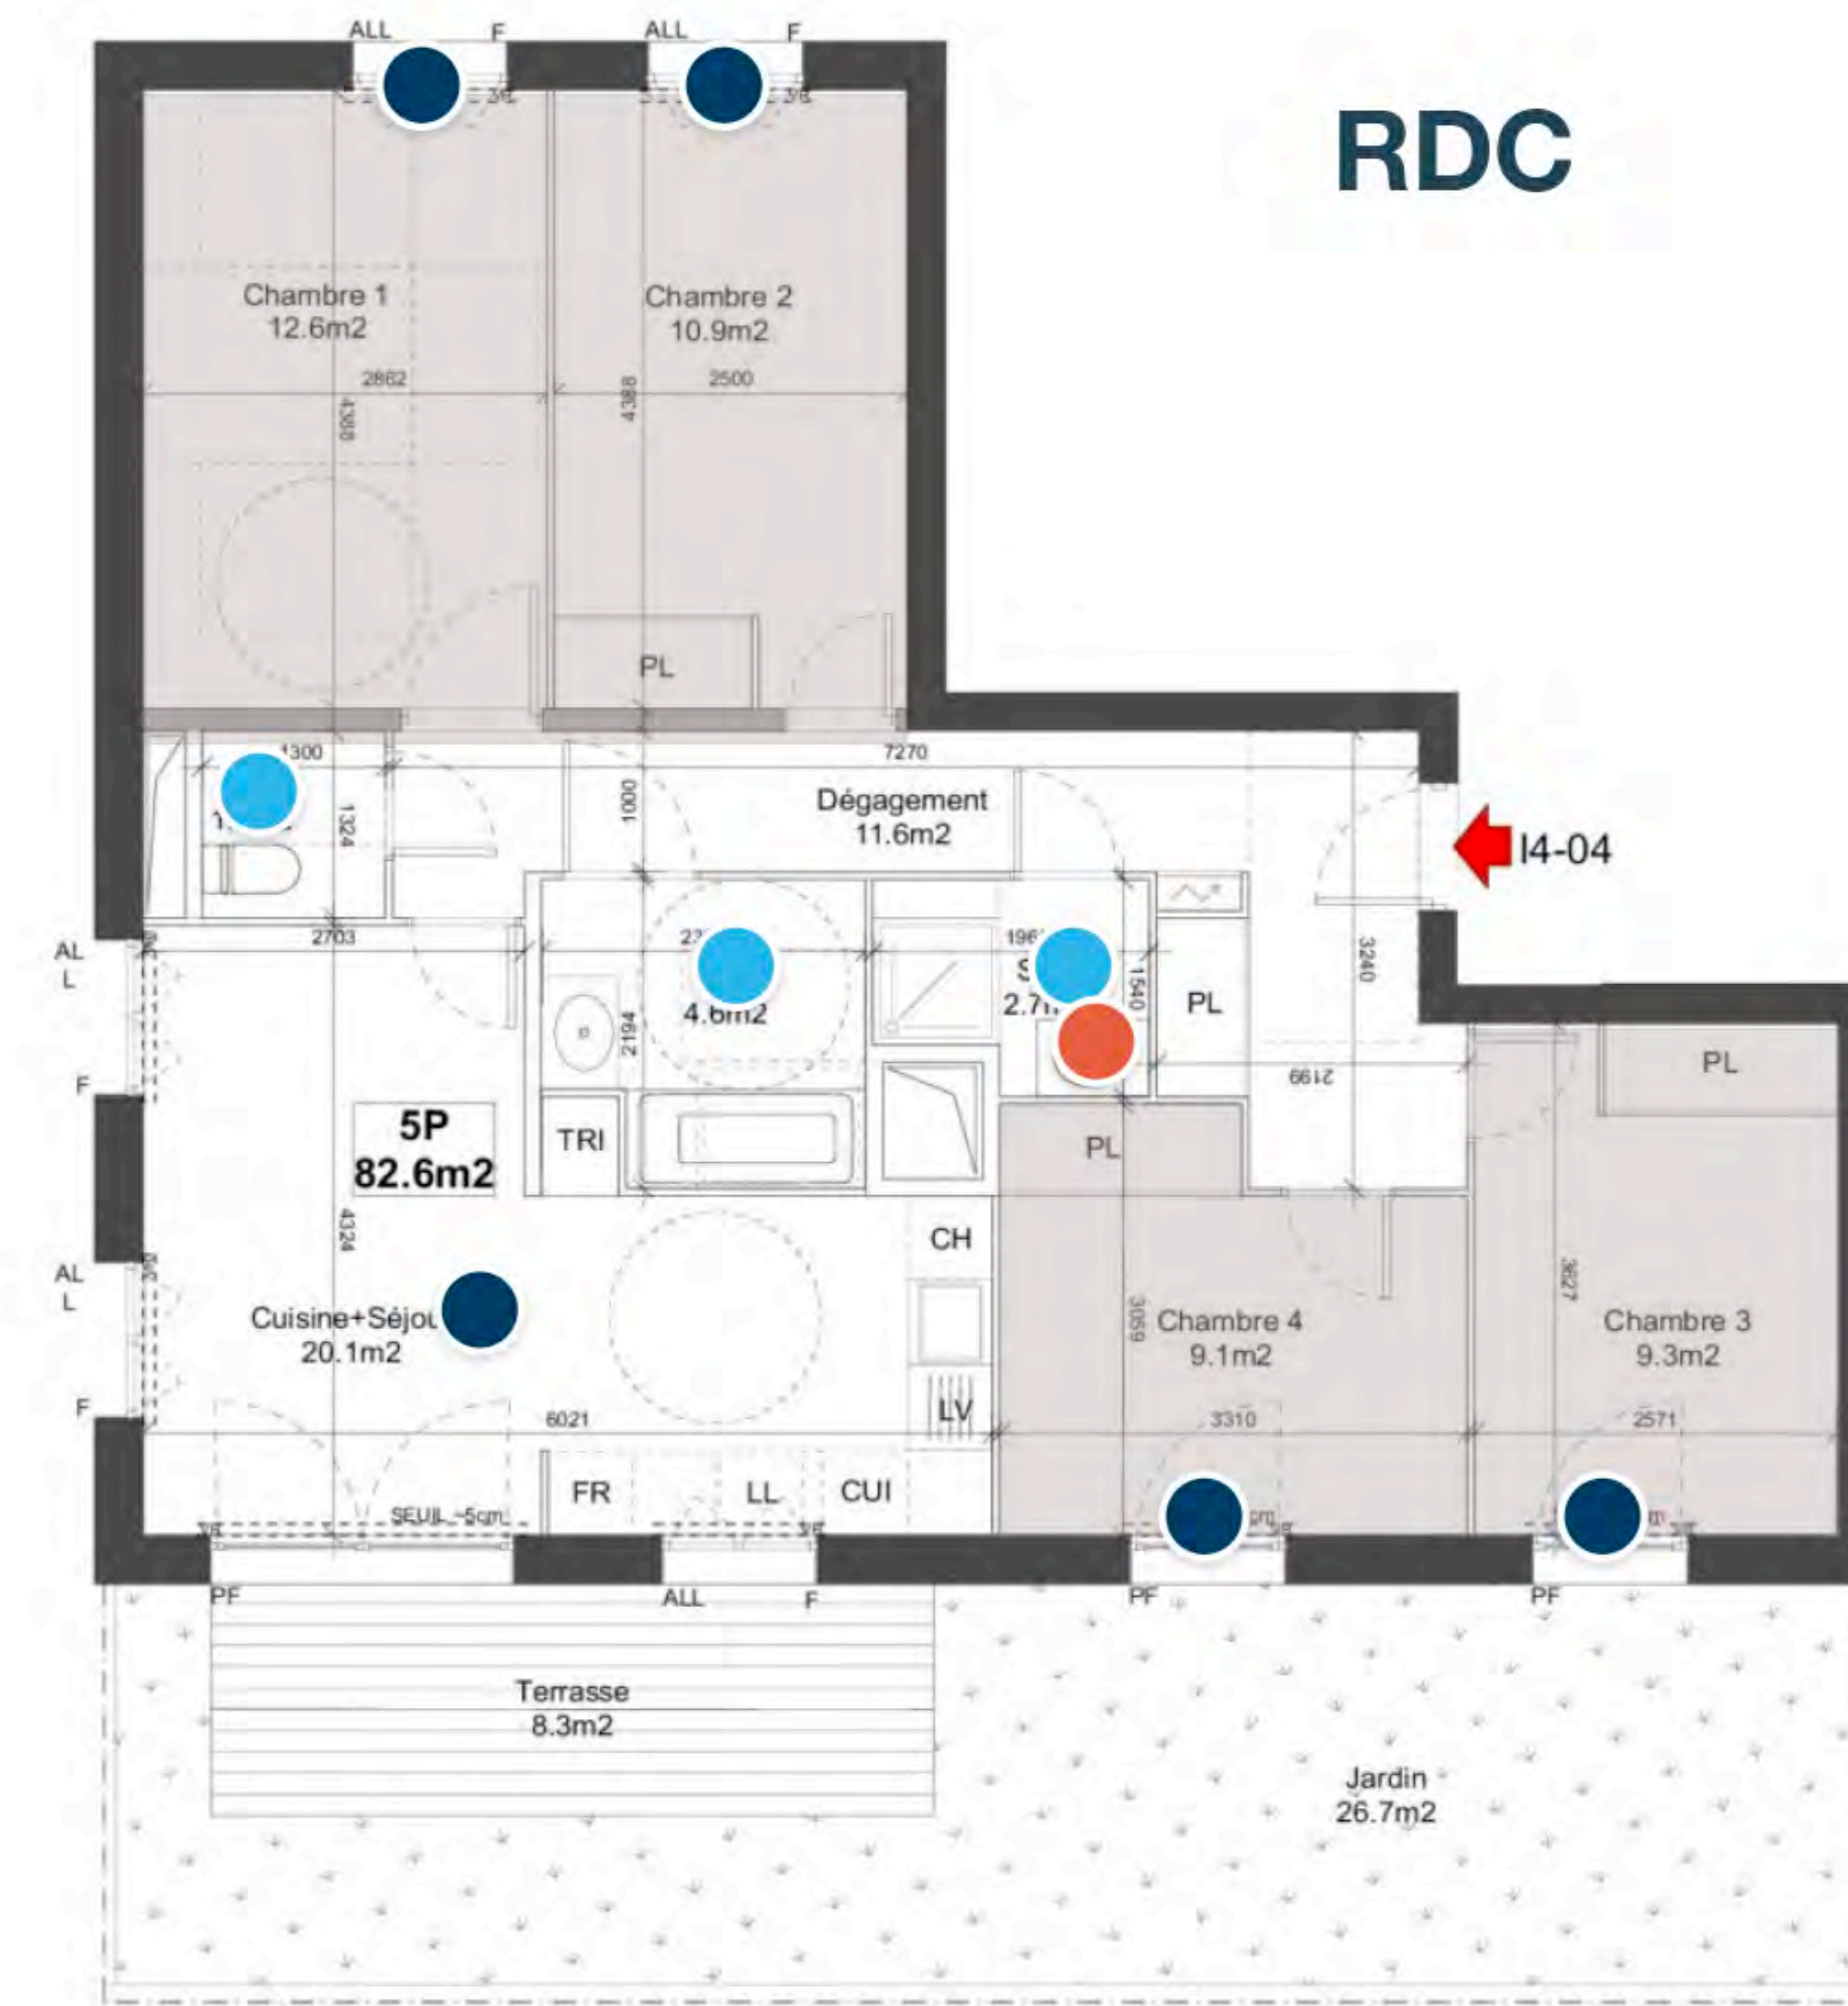 ALL F ALL F
RDC
Chambre 1
12.6m2
Chambre 2
10.9m2
2862
2500
4388
4388
PL
1300
7270
1324
1000
Dégagement
11.6m2
I4-04
2703
AL
L
F
3240
1540
2.7
PL
4.6m2
2194
2199
PL
5P
82.6m2
TRI
PL
4324
CH
AL
L
F
Cuisine+Séjou
20.1m2
3059
Chambre 4
9.1m2
3627
Chambre 3
9.3m2
LV
6021
3310
2571
FR
LL
CUI
SEUIL ~5cm
cm
m
PF
ALL
F
PF
PF
Terrasse
8.3m2
Jardin
26.7m2